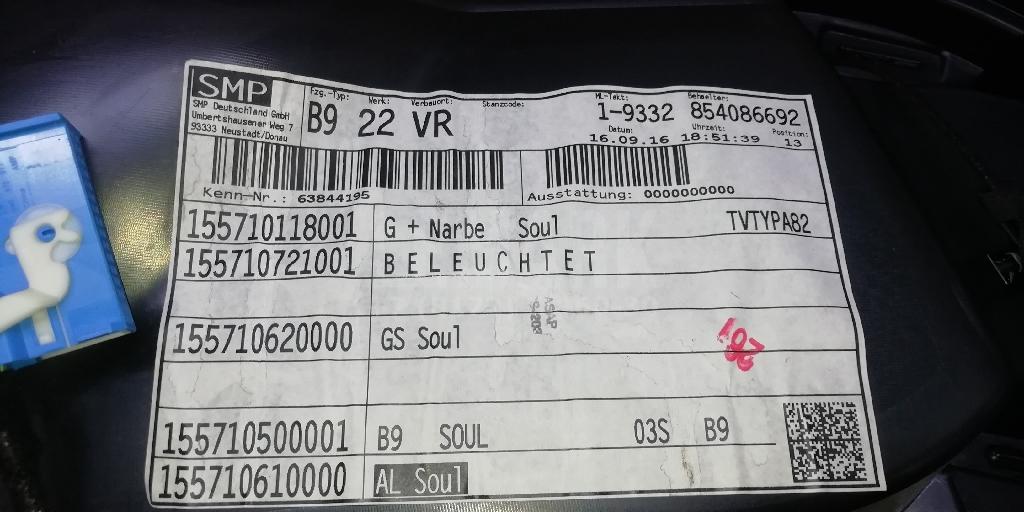 SMP
SMP Deutschland GmbH
Umbertshausener Weg 7
93333 Neustadt/Donau
Fzg.-Typ: Werk: Verbauort: Stanzcode: ML-Takt: Behaelter:
B9 22 VR 1-9332 854086692
Datum: Uhrzeit: Position:
16.09.16 18:51:39 13
Kenn-Nr.: 63844195 Ausstattung: 0000000000
155710118001 G + Narbe Soul TVTYPA82
155710721001 BELEUCHTET
155710620000 GS Soul
155710500001 B9 SOUL 03S B9
155710610000 AL Soul